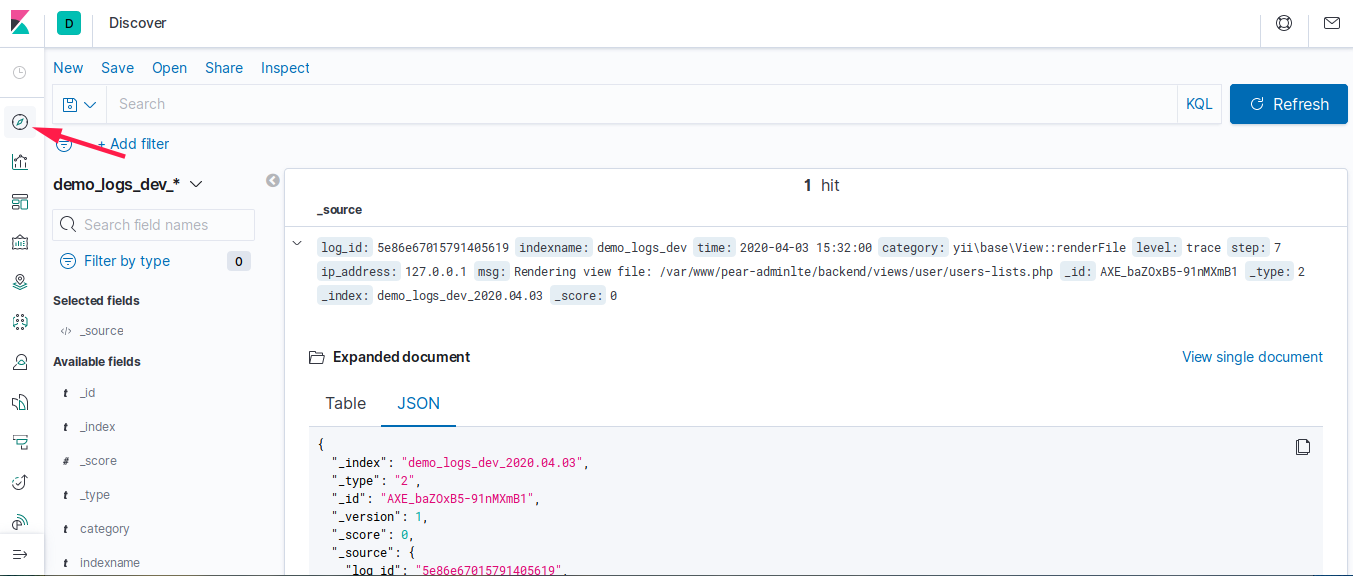 D Discover
New Save Open Share Inspect
Search KQL Refresh
+ Add filter
demo_logs_dev_*
Search field names
Filter by type 0
Selected fields
</> _source
Available fields
t _id
t _index
# _score
t _type
t category
t indexname
1 hit
_source
log_id: 5e86e67015791405619 indexname: demo_logs_dev time: 2020-04-03 15:32:00 category: yii\base\View::renderFile level: trace step: 7
ip_address: 127.0.0.1 msg: Rendering view file: /var/www/pear-adminlte/backend/views/user/users-lists.php _id: AXE_baZOxB5-91nMXmB1 _type: 2
_index: demo_logs_dev_2020.04.03 _score: 0
Expanded document View single document
Table JSON
{
"_index": "demo_logs_dev_2020.04.03",
"_type": "2",
"_id": "AXE_baZOxB5-91nMXmB1",
"_version": 1,
"_score": 0,
"_source": {
"log_id": "5e86e67015791405619",